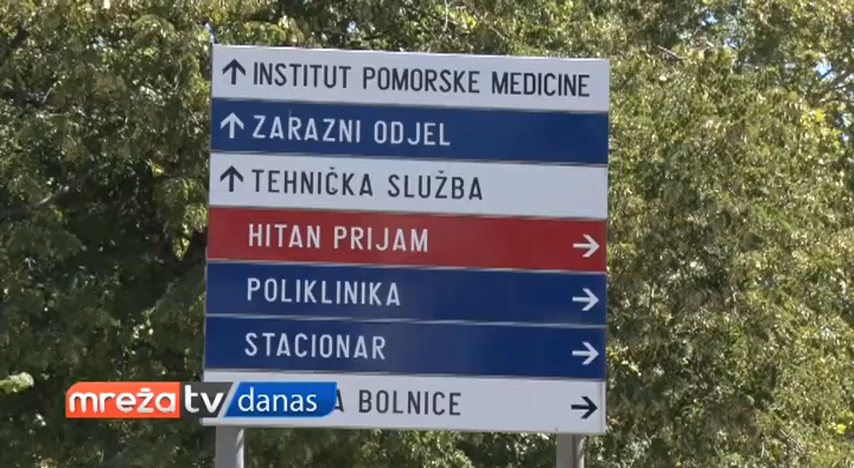 INSTITUT POMORSKE MEDICINE
ZARAZNI ODJEL
TEHNIČKA SLUŽBA
HITAN PRIJAM
POLIKLINIKA
STACIONAR
BOLNICE
mreža tv danas